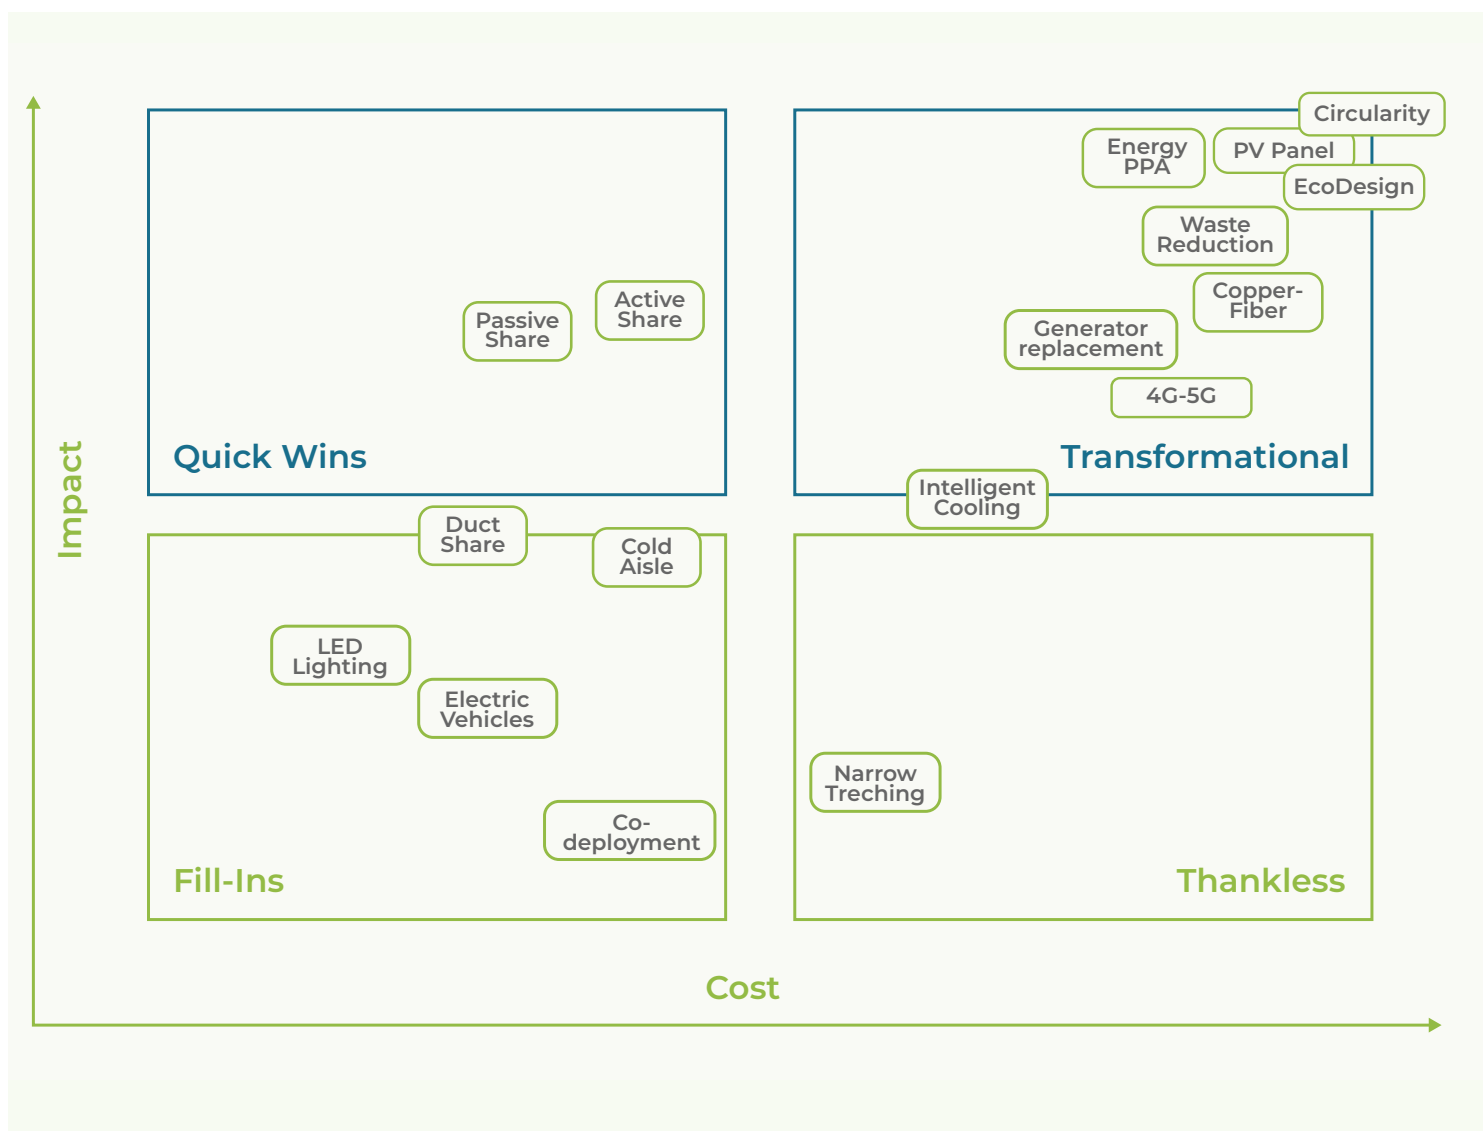 Circularity
Energy
PPA
PV Panel
EcoDesign
Waste
Reduction
Copper-
Fiber
Generator
replacement
4G-5G
Active
Share
Passive
Share
Quick Wins
Transformational
Intelligent
Cooling
Impact
Duct
Share
Cold
Aisle
LED
Lighting
Electric
Vehicles
Narrow
Treching
Co-
deployment
Fill-Ins
Thankless
Cost